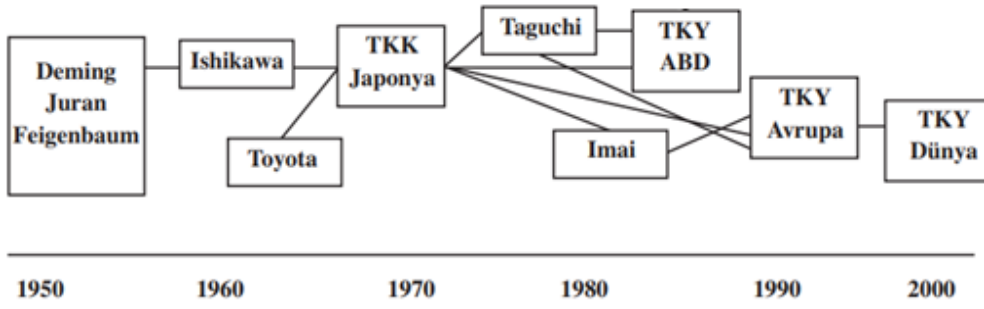 Deming
Juran
Feigenbaum
Ishikawa
Toyota
TKK
Japonya
Taguchi
Imai
TKY
ABD
TKY
Avrupa
TKY
Dünya
1950 1960 1970 1980 1990 2000